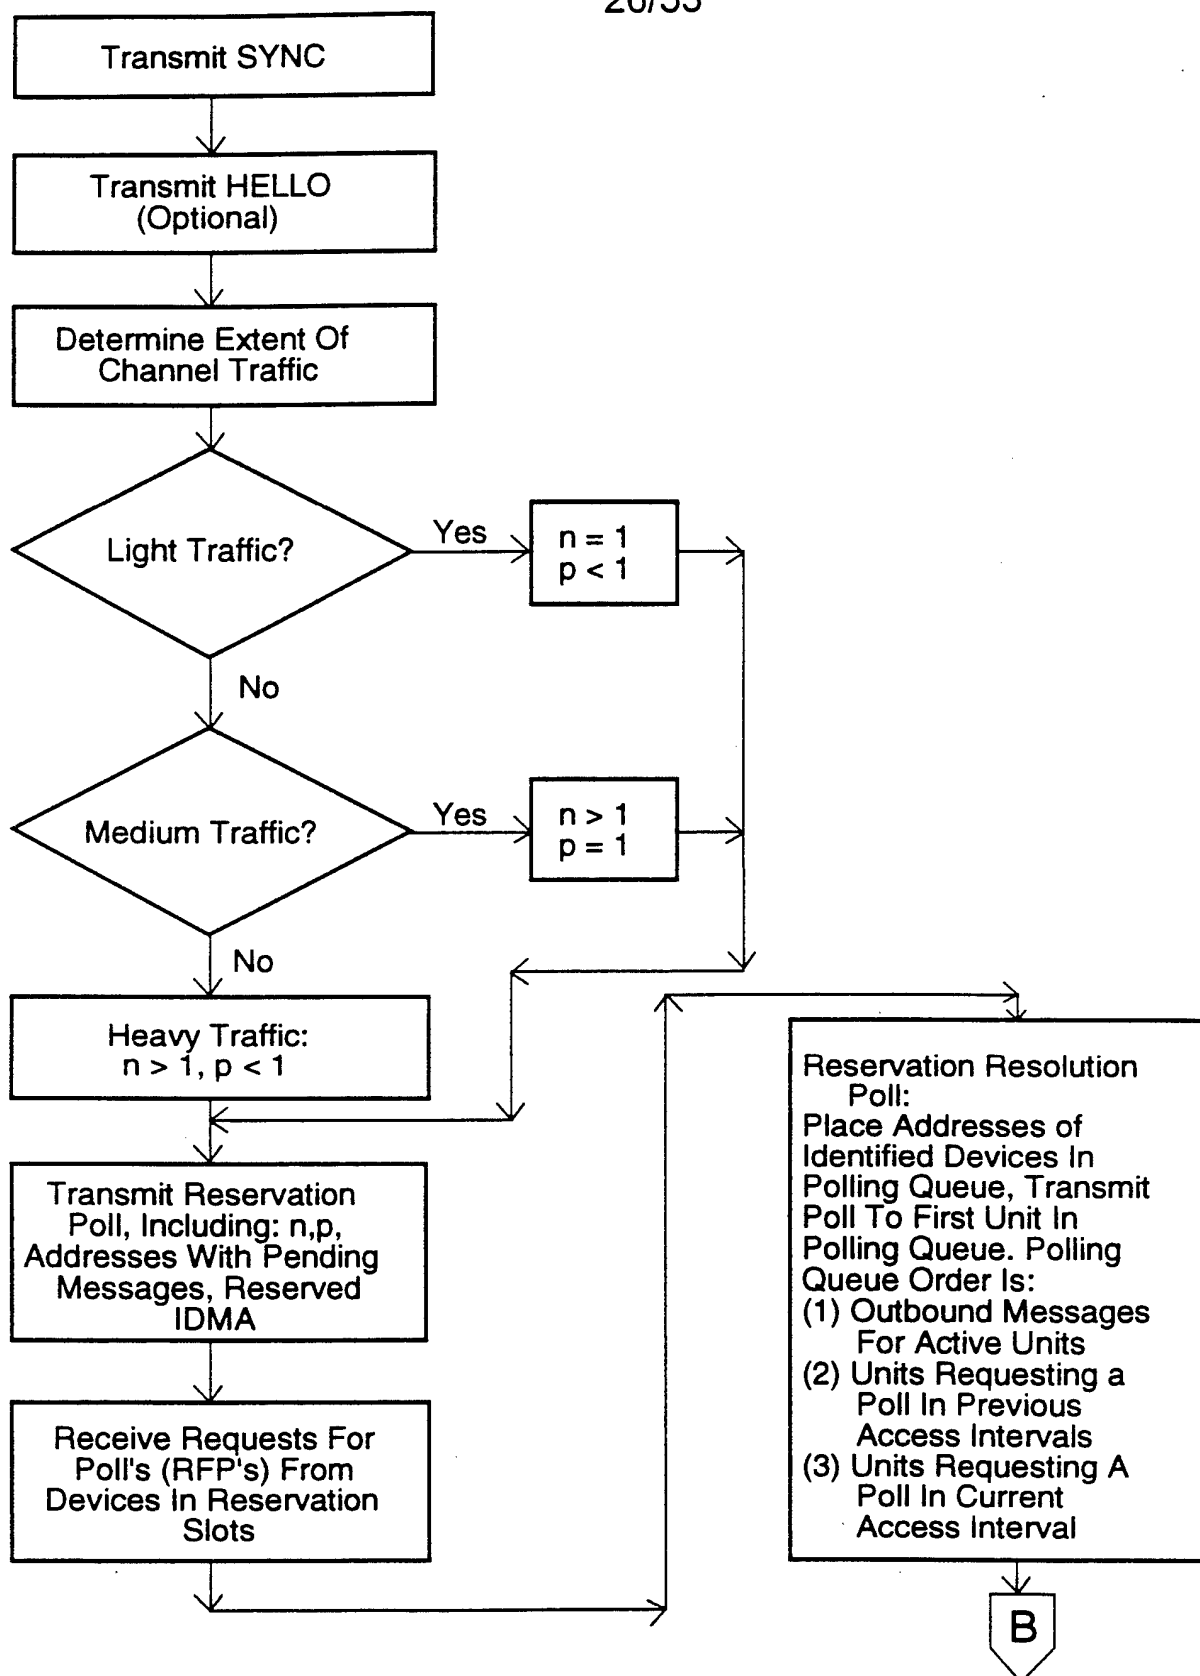 Transmit SYNC
Transmit HELLO
(Optional)
Determine Extent Of
Channel Traffic
Light Traffic?
Yes
n = 1
p < 1
No
Medium Traffic?
Yes
n > 1
p = 1
No
Heavy Traffic:
n > 1, p < 1
Transmit Reservation
Poll, Including: n,p,
Addresses With Pending
Messages, Reserved
IDMA
Receive Requests For
Poll's (RFP's) From
Devices In Reservation
Slots
Reservation Resolution
Poll:
Place Addresses of
Identified Devices In
Polling Queue, Transmit
Poll To First Unit In
Polling Queue. Polling
Queue Order Is:
(1) Outbound Messages
For Active Units
(2) Units Requesting a
Poll In Previous
Access Intervals
(3) Units Requesting A
Poll In Current
Access Interval
B